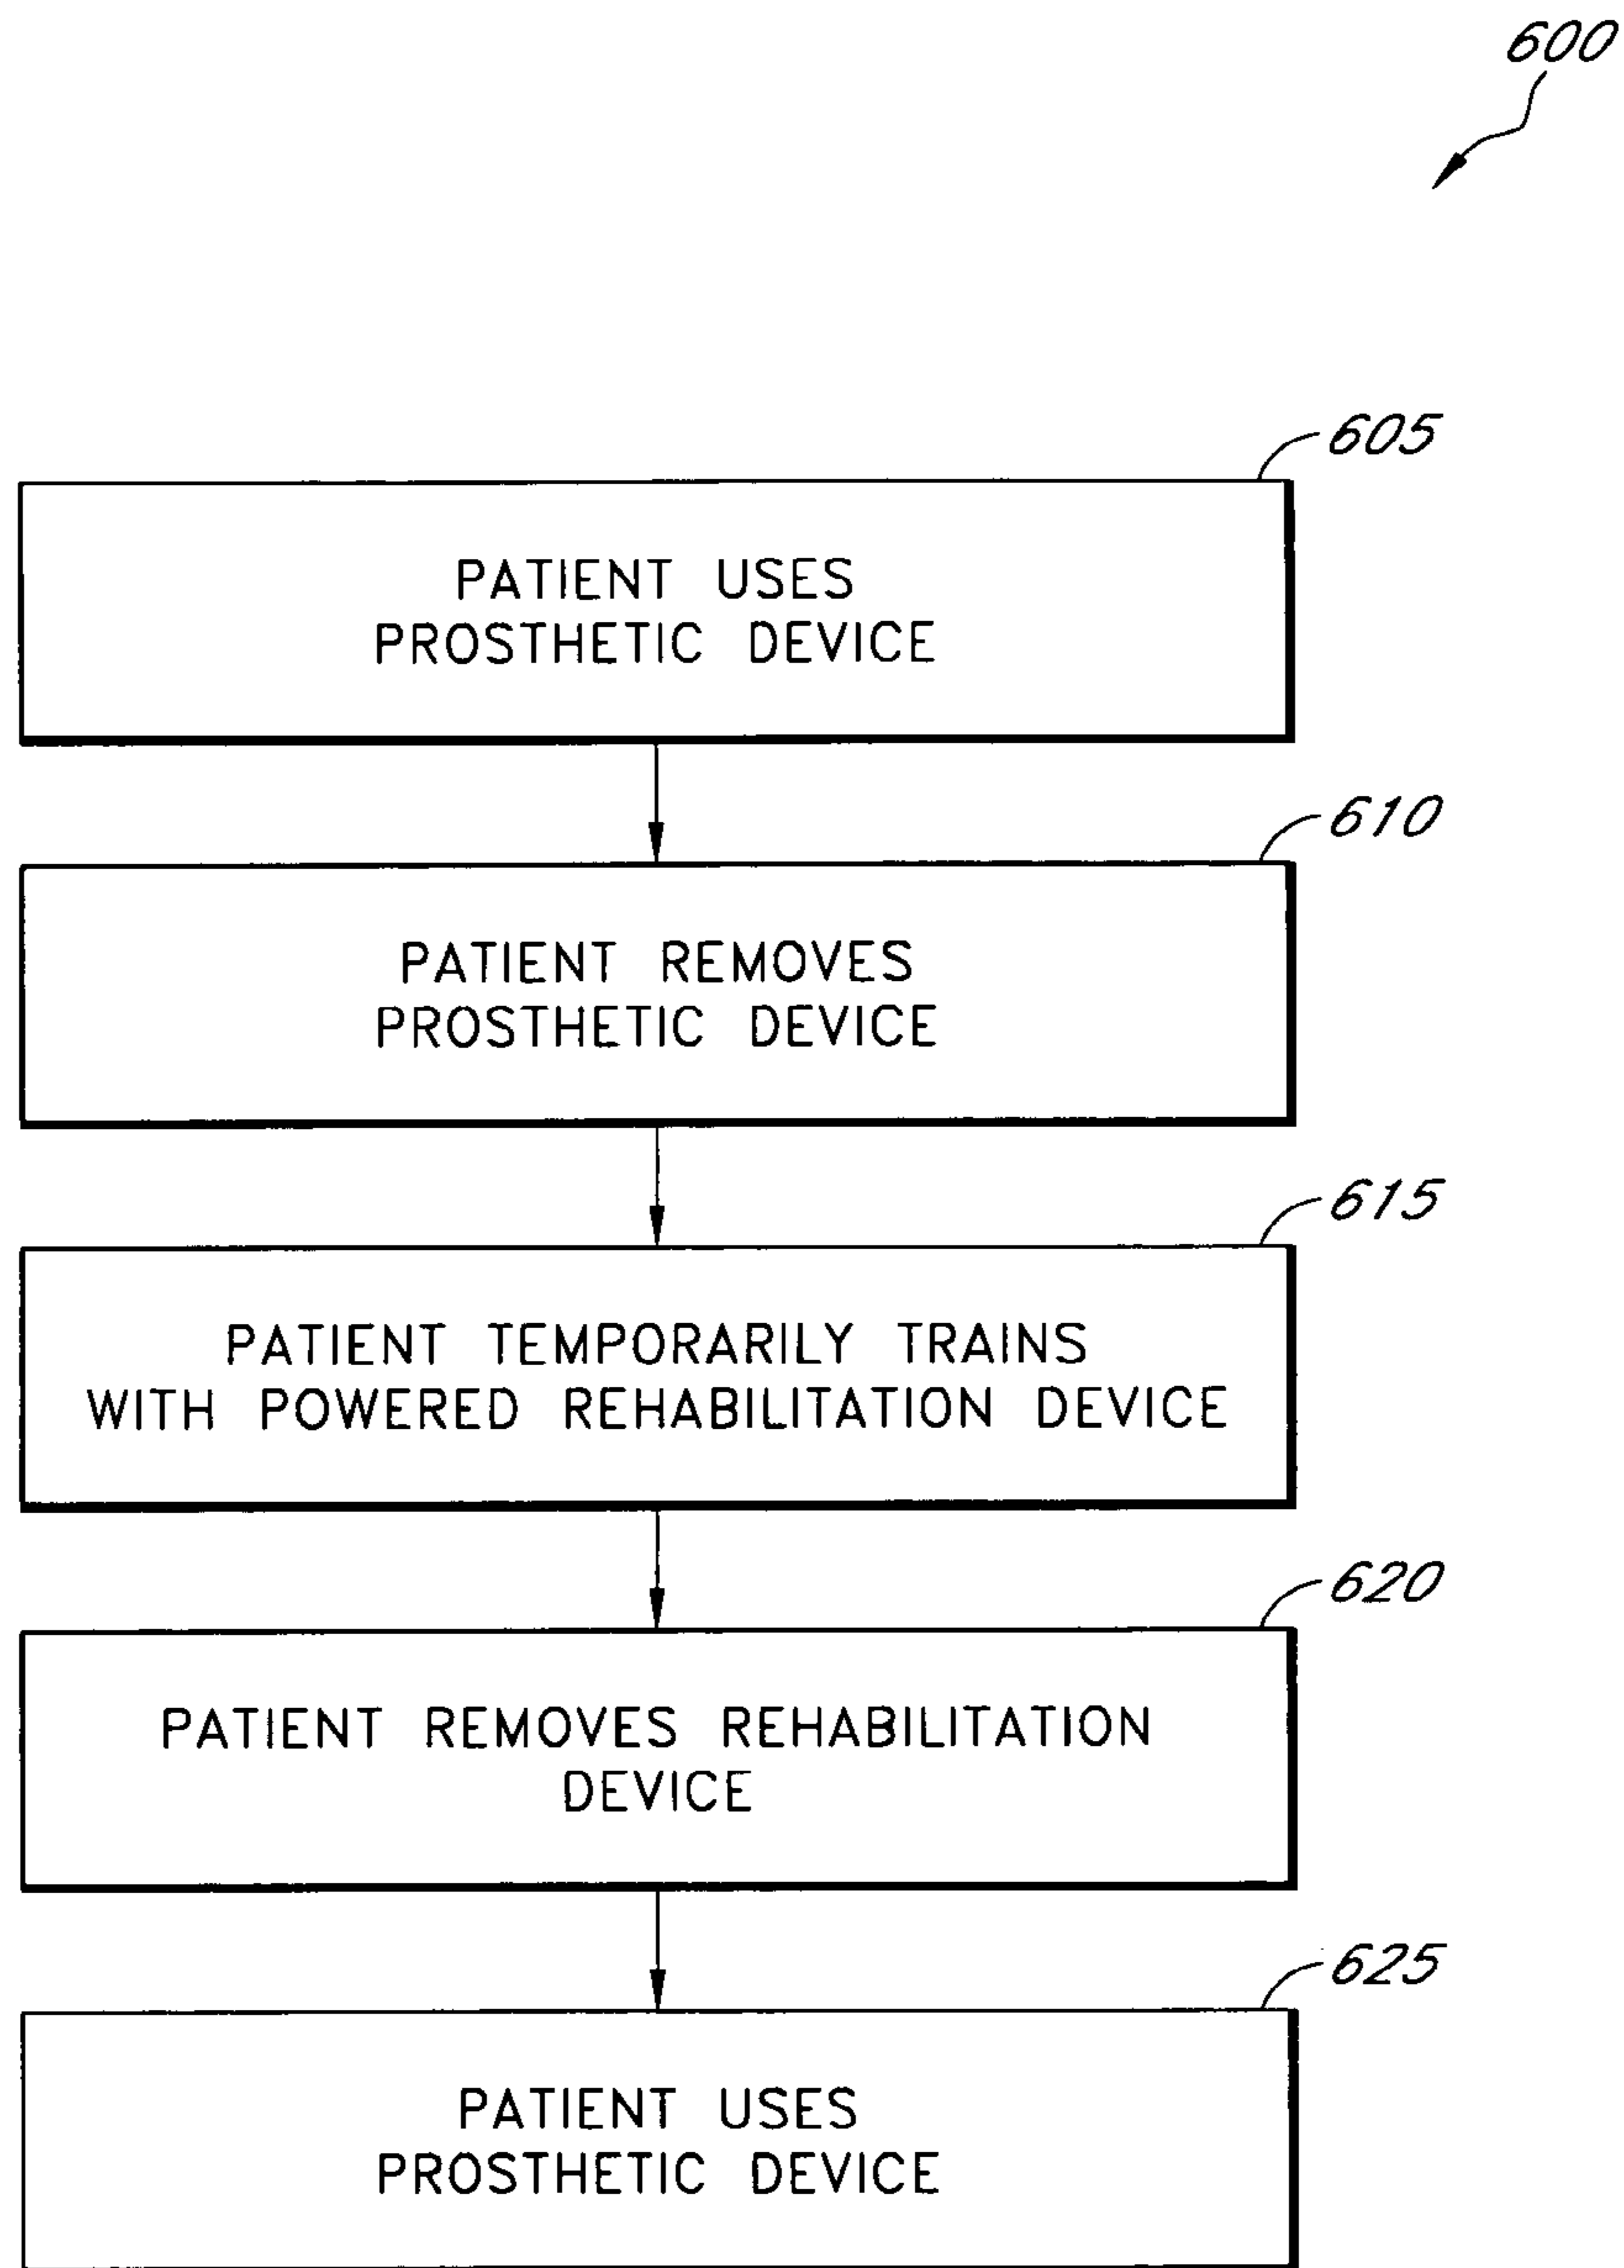 600
605
PATIENT USES
PROSTHETIC DEVICE
610
PATIENT REMOVES
PROSTHETIC DEVICE
615
PATIENT TEMPORARILY TRAINS
WITH POWERED REHABILITATION DEVICE
620
PATIENT REMOVES REHABILITATION
DEVICE
625
PATIENT USES
PROSTHETIC DEVICE